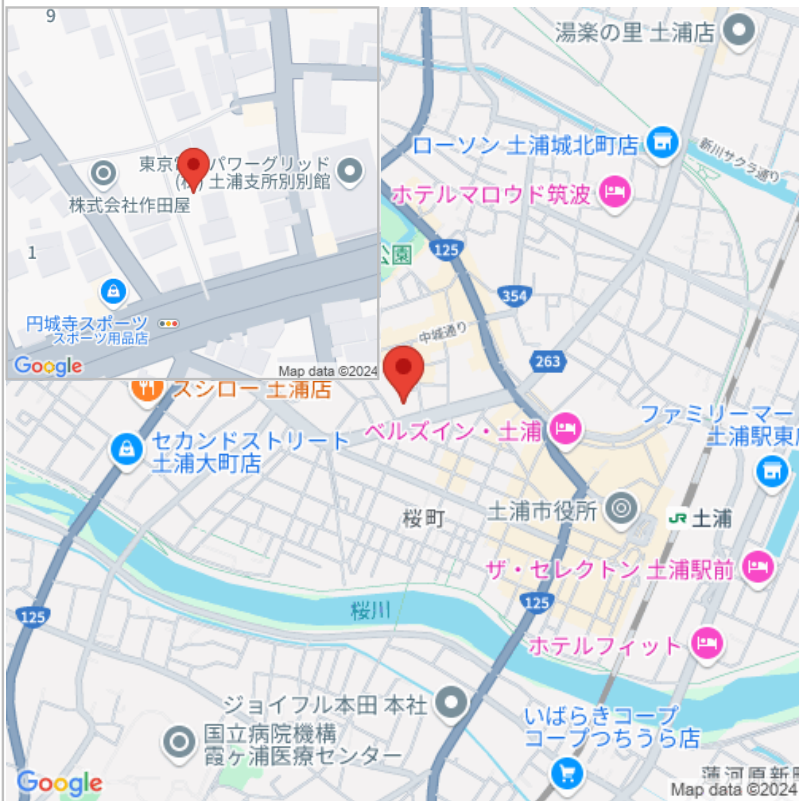 9
東京電力パワーグリッド
(株) 土浦支所別別館
株式会社作田屋
1
円城寺スポーツ
スポーツ用品店
Google
Map data ©2024
湯楽の里 土浦店
ローソン 土浦城北町店
新川サクラ通り
ホテルマロウド筑波
公園
125
354
中城通り
263
スシロー 土浦店
ベルズイン・土浦
ファミリーマー
土浦駅東
セカンドストリート
土浦大町店
桜町
土浦市役所
JR 土浦
ザ・セレクトン 土浦駅前
125
桜川
125
ホテルフィット
ジョイフル本田 本社
国立病院機構
霞ヶ浦医療センター
いばらきコープ
コープつちうら店
蓮河原新町
Google
Map data ©2024